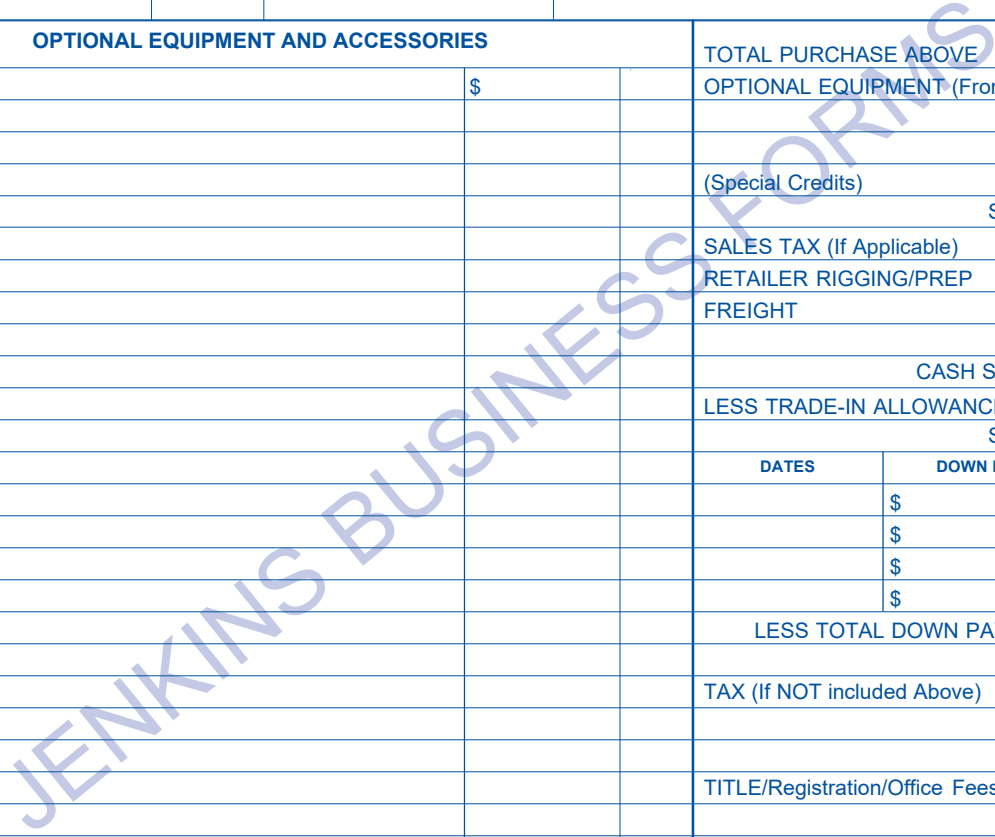 OPTIONAL EQUIPMENT AND ACCESSORIES
$
TOTAL PURCHASE ABOVE
OPTIONAL EQUIPMENT (From
(Special Credits)
SALES TAX (If Applicable)
RETAILER RIGGING/PREP
FREIGHT
CASH S
LESS TRADE-IN ALLOWANCE
DATES
DOWN
$
$
$
$
LESS TOTAL DOWN PA
TAX (If NOT included Above)
TITLE/Registration/Office Fees
JENKINS BUSINESS FORMS